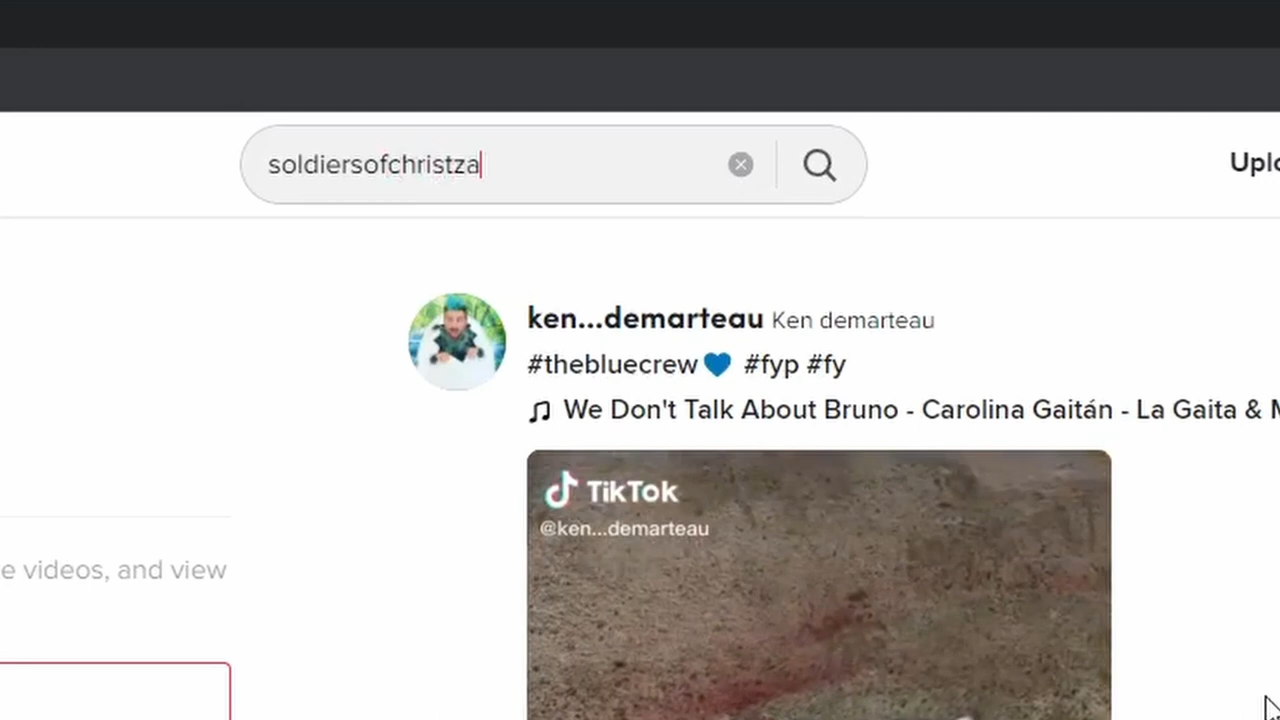 soldiersofchristza
Uplo
ken...demarteau Ken demarteau
#thebluecrew💙 #fyp #fy
We Don't Talk About Bruno - Carolina Gaitán - La Gaita & M
TikTok
@ken...demarteau
e videos, and view